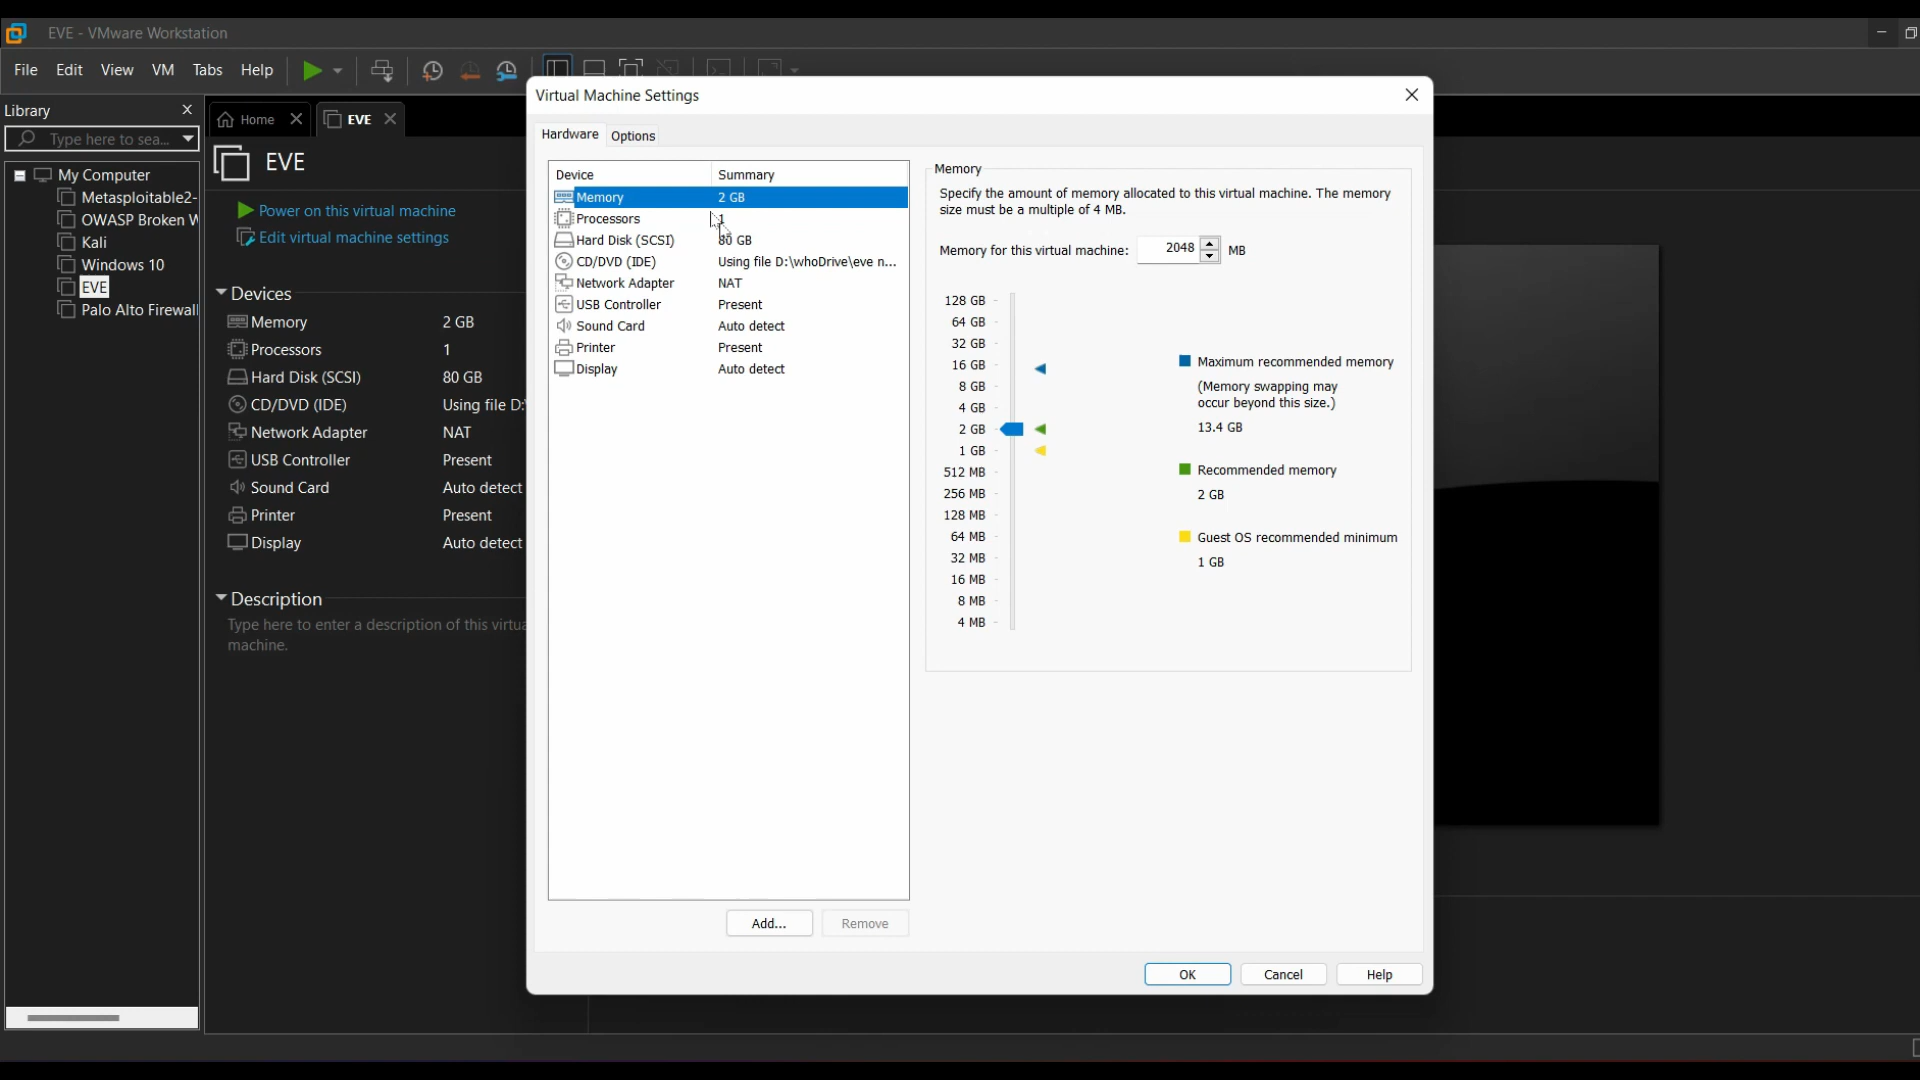 EVE - VMware Workstation
File Edit View VM Tabs Help
Library
Type here to sea...
My Computer
Metasploitable2-
OWASP Broken W
Kali
Windows 10
EVE
Palo Alto Firewall
Home
EVE
EVE
Power on this virtual machine
Edit virtual machine settings
Devices
Memory 2 GB
Processors 1
Hard Disk (SCSI) 80 GB
CD/DVD (IDE) Using file D:\
Network Adapter NAT
USB Controller Present
Sound Card Auto detect
Printer Present
Display Auto detect
Description
Type here to enter a description of this virtua
machine.
Virtual Machine Settings
Hardware Options
Device Summary
Memory 2 GB
Processors 1
Hard Disk (SCSI) 80 GB
CD/DVD (IDE) Using file D:\whoDrive\eve n...
Network Adapter NAT
USB Controller Present
Sound Card Auto detect
Printer Present
Display Auto detect
Add... Remove
Memory
Specify the amount of memory allocated to this virtual machine. The memory
size must be a multiple of 4 MB.
Memory for this virtual machine: 2048 MB
128 GB
64 GB
32 GB
16 GB
8 GB
4 GB
2 GB
1 GB
512 MB
256 MB
128 MB
64 MB
32 MB
16 MB
8 MB
4 MB
Maximum recommended memory
(Memory swapping may
occur beyond this size.)
13.4 GB
Recommended memory
2 GB
Guest OS recommended minimum
1 GB
OK Cancel Help